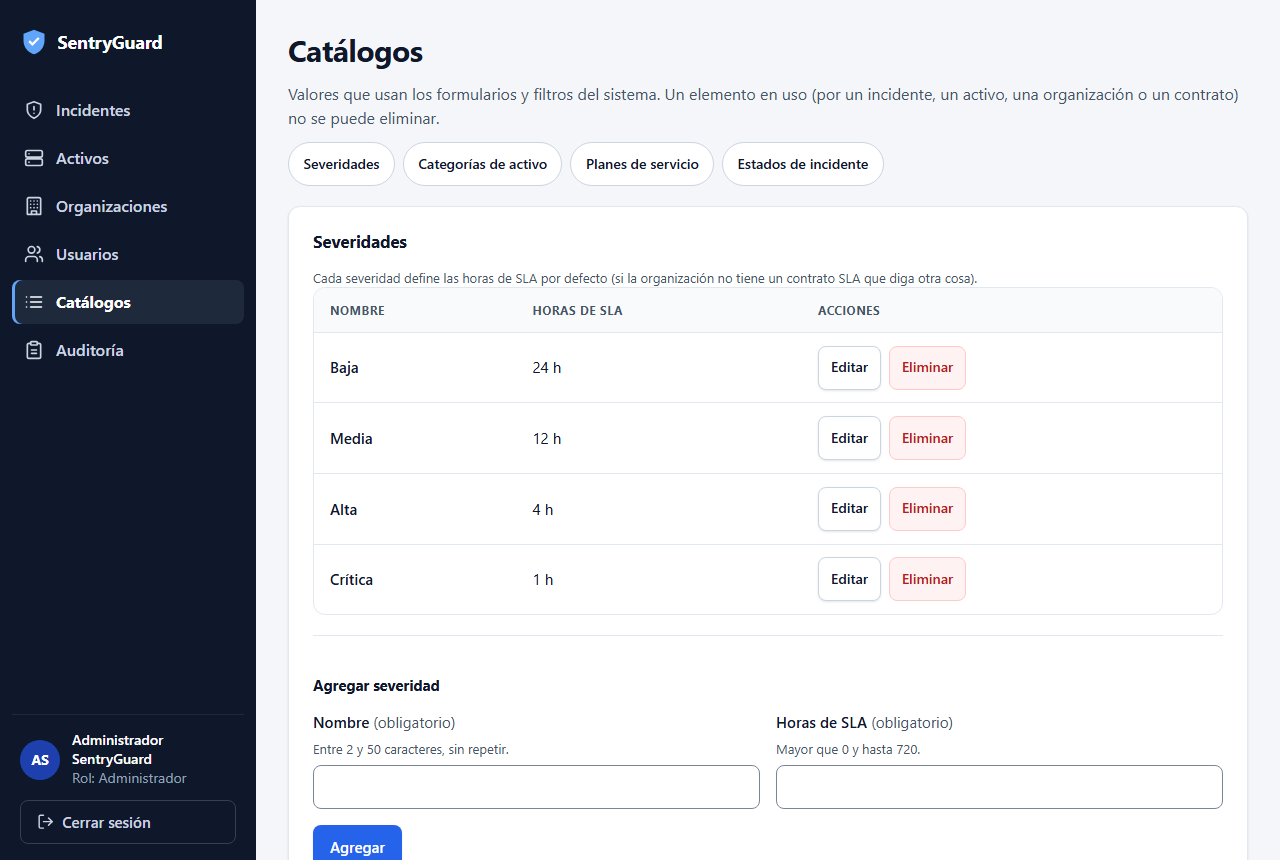 SentryGuard
Incidentes
Activos
Organizaciones
Usuarios
Catálogos
Auditoría
AS
Administrador
SentryGuard
Rol: Administrador
Cerrar sesión
Catálogos
Valores que usan los formularios y filtros del sistema. Un elemento en uso (por un incidente, un activo, una organización o un contrato)
no se puede eliminar.
Severidades Categorías de activo Planes de servicio Estados de incidente
Severidades
Cada severidad define las horas de SLA por defecto (si la organización no tiene un contrato SLA que diga otra cosa).
NOMBRE HORAS DE SLA ACCIONES
Baja 24 h Editar Eliminar
Media 12 h Editar Eliminar
Alta 4 h Editar Eliminar
Crítica 1 h Editar Eliminar
Agregar severidad
Nombre (obligatorio) Horas de SLA (obligatorio)
Entre 2 y 50 caracteres, sin repetir. Mayor que 0 y hasta 720.
Agregar